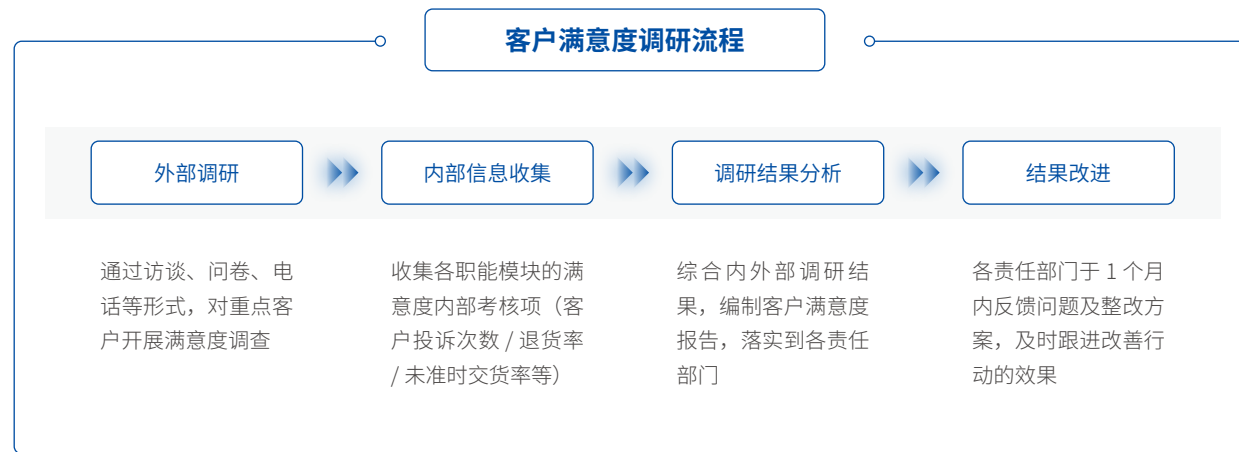 客户满意度调研流程
外部调研
内部信息收集
调研结果分析
结果改进
通过访谈、问卷、电
话等形式，对重点客
户开展满意度调查
收集各职能模块的满
意度内部考核项（客
户投诉次数 / 退货率
/ 未准时交货率等）
综合内外部调研结
果，编制客户满意度
报告，落实到各责任
部门
各责任部门于 1 个月
内反馈问题及整改方
案，及时跟进改善行
动的效果